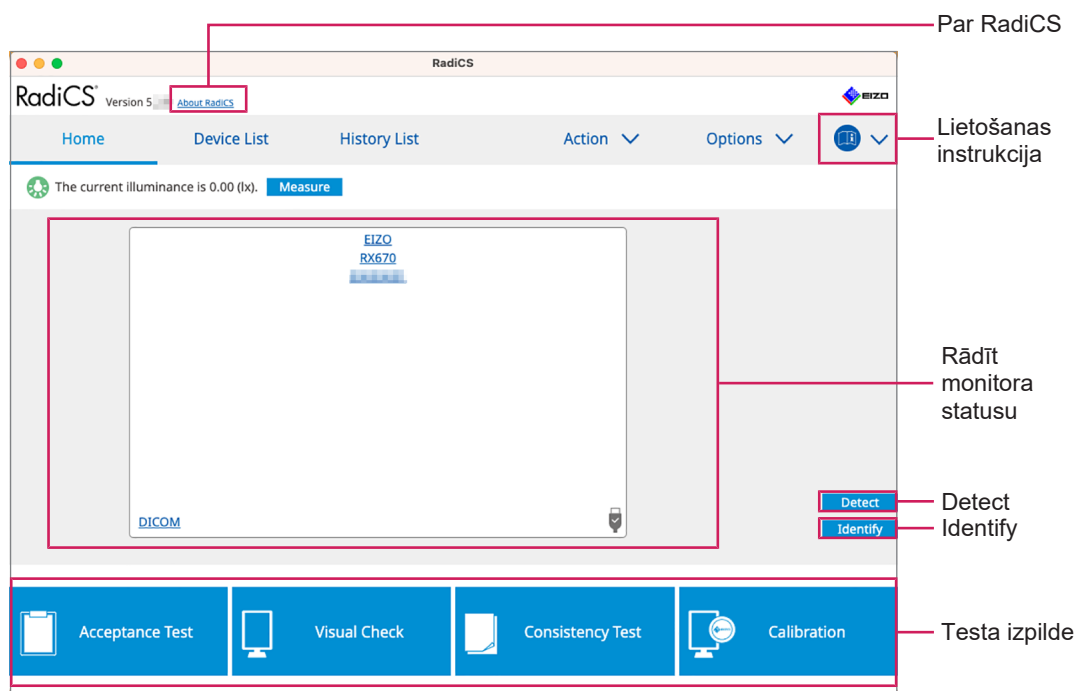 Par RadiCS
RadiCS
RadiCS Version 5 About RadiCS EIZO
Home Device List History List Action Options
Lietošanas
instrukcija
The current illuminance is 0.00 (lx). Measure
EIZO
RX670
Rādīt
monitora
statusu
DICOM
Detect
Detect
Identify
Identify
Acceptance Test Visual Check Consistency Test Calibration
Testa izpilde